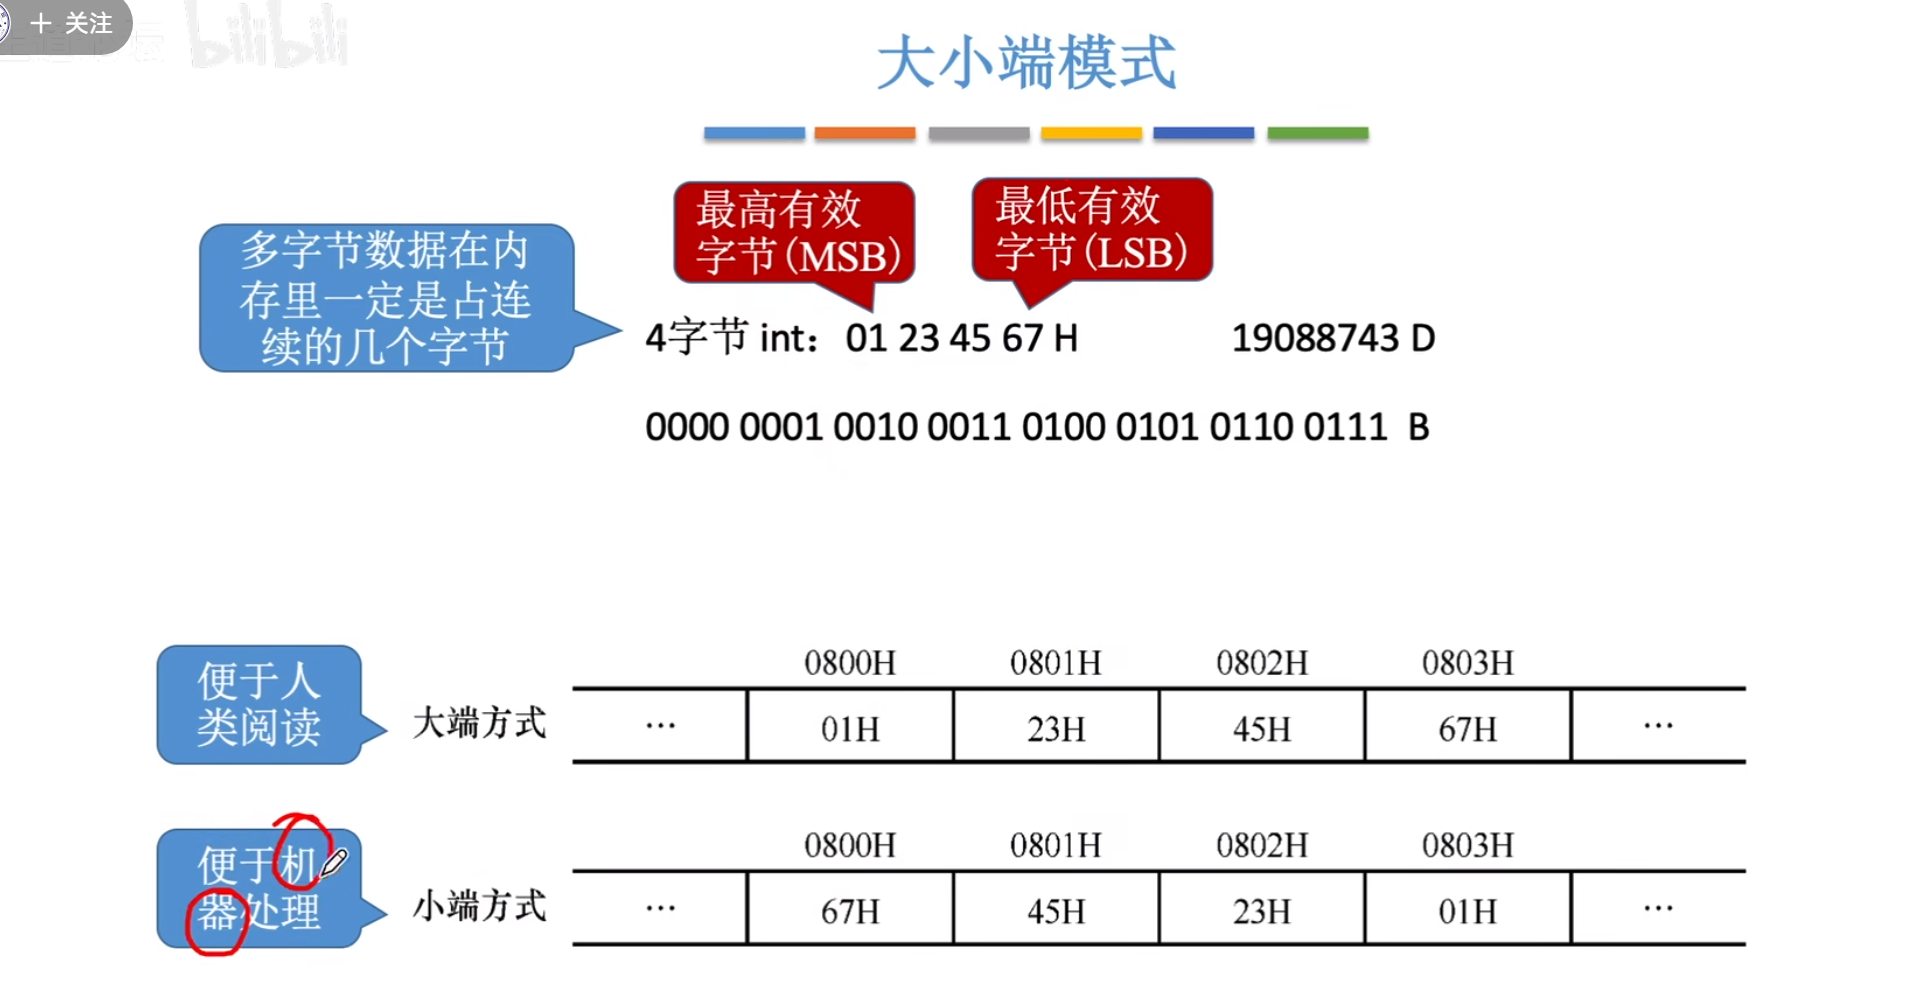 + 关注
bilibili
大小端模式
最高有效
字节(MSB)
最低有效
字节(LSB)
多字节数据在内
存里一定是占连
续的几个字节
4字节 int：01 23 45 67 H 19088743 D
0000 0001 0010 0011 0100 0101 0110 0111 B
便于人
类阅读
0800H 0801H 0802H 0803H
大端方式 … 01H 23H 45H 67H …
便于机
器处理
0800H 0801H 0802H 0803H
小端方式 … 67H 45H 23H 01H …